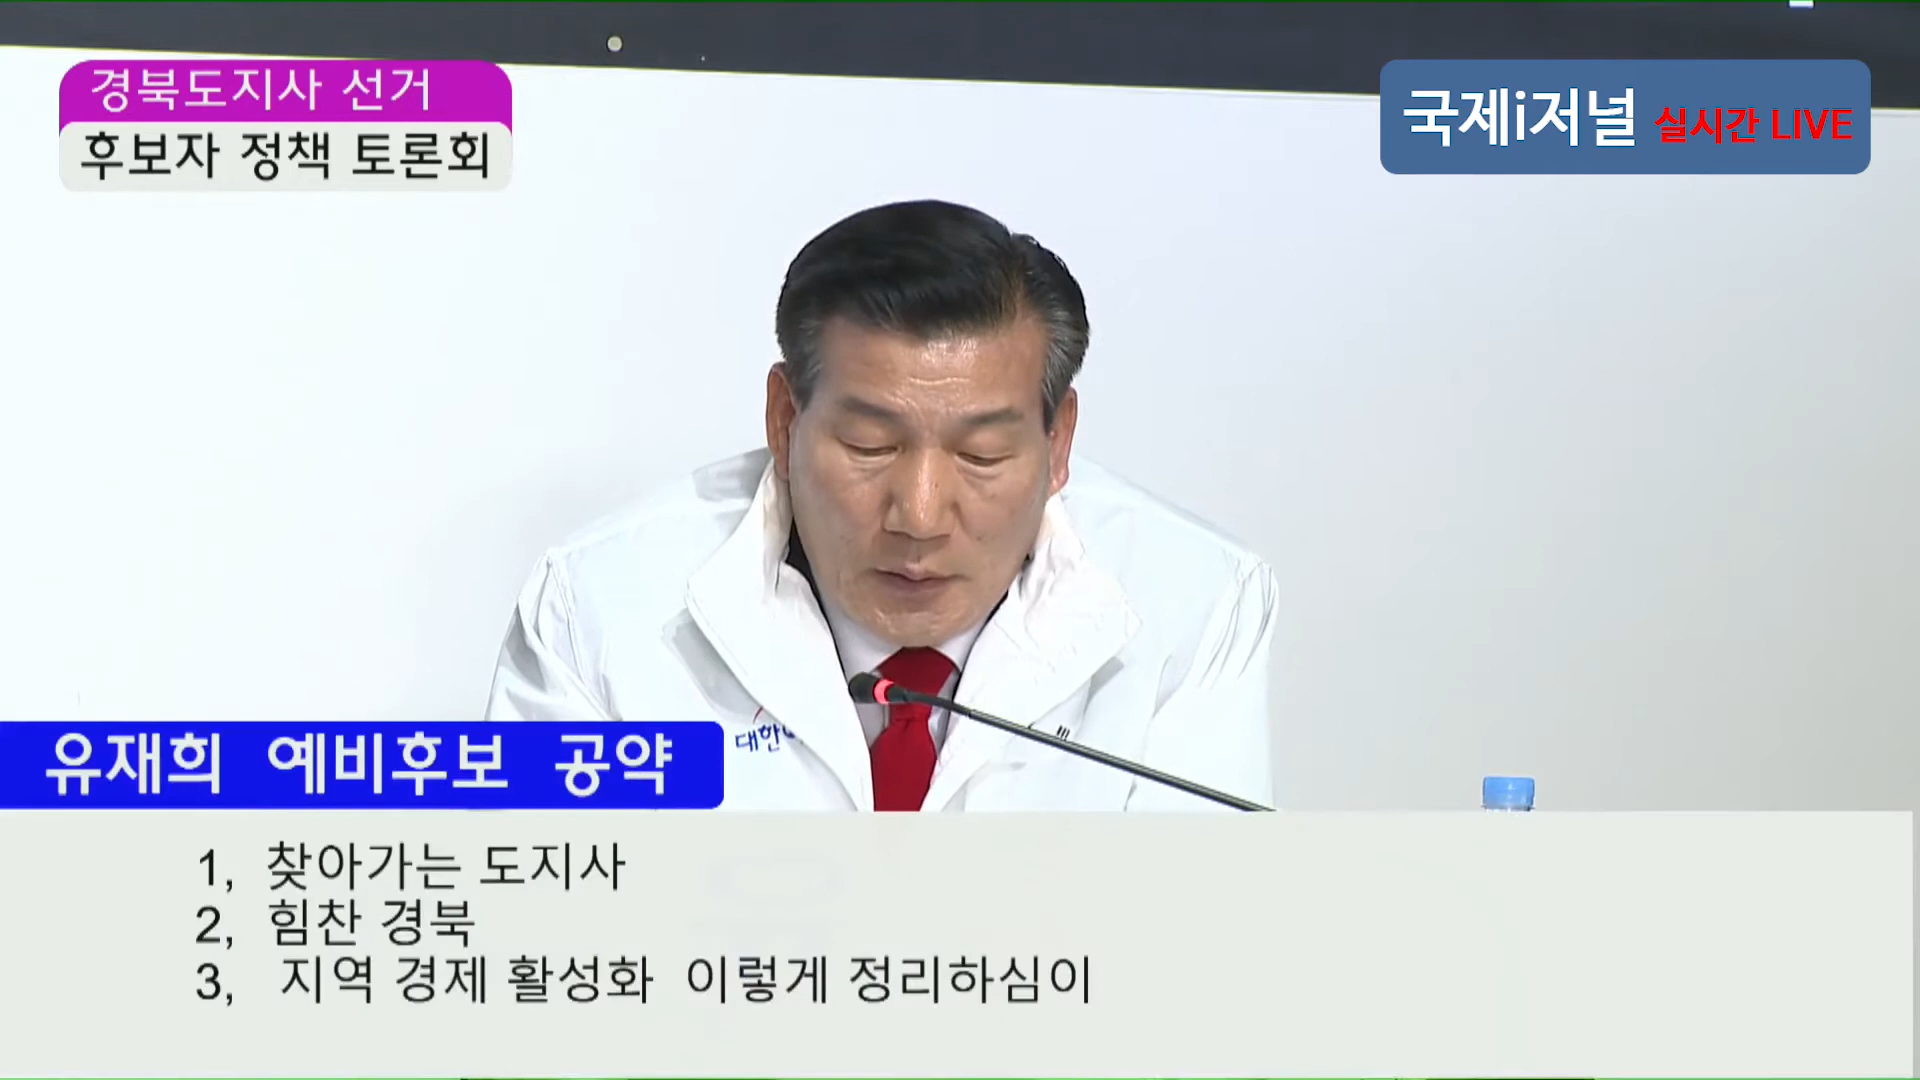 경북도지사 선거
후보자 정책 토론회
국제i저널 실시간 LIVE
대한
유재희 예비후보 공약
1, 찾아가는 도지사
2, 힘찬 경북
3, 지역 경제 활성화 이렇게 정리하심이